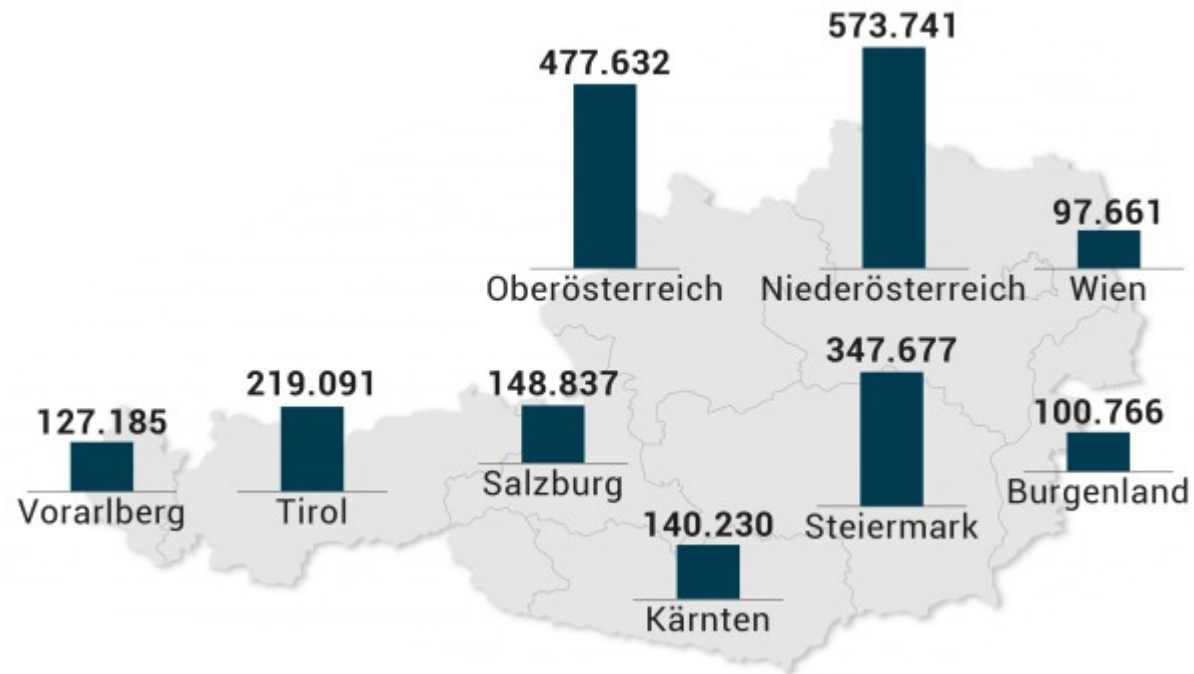 573.741
477.632
97.661
Oberösterreich
Niederösterreich
Wien
347.677
219.091
148.837
127.185
100.766
Salzburg
Burgenland
Vorarlberg
Tirol
Steiermark
140.230
Kärnten